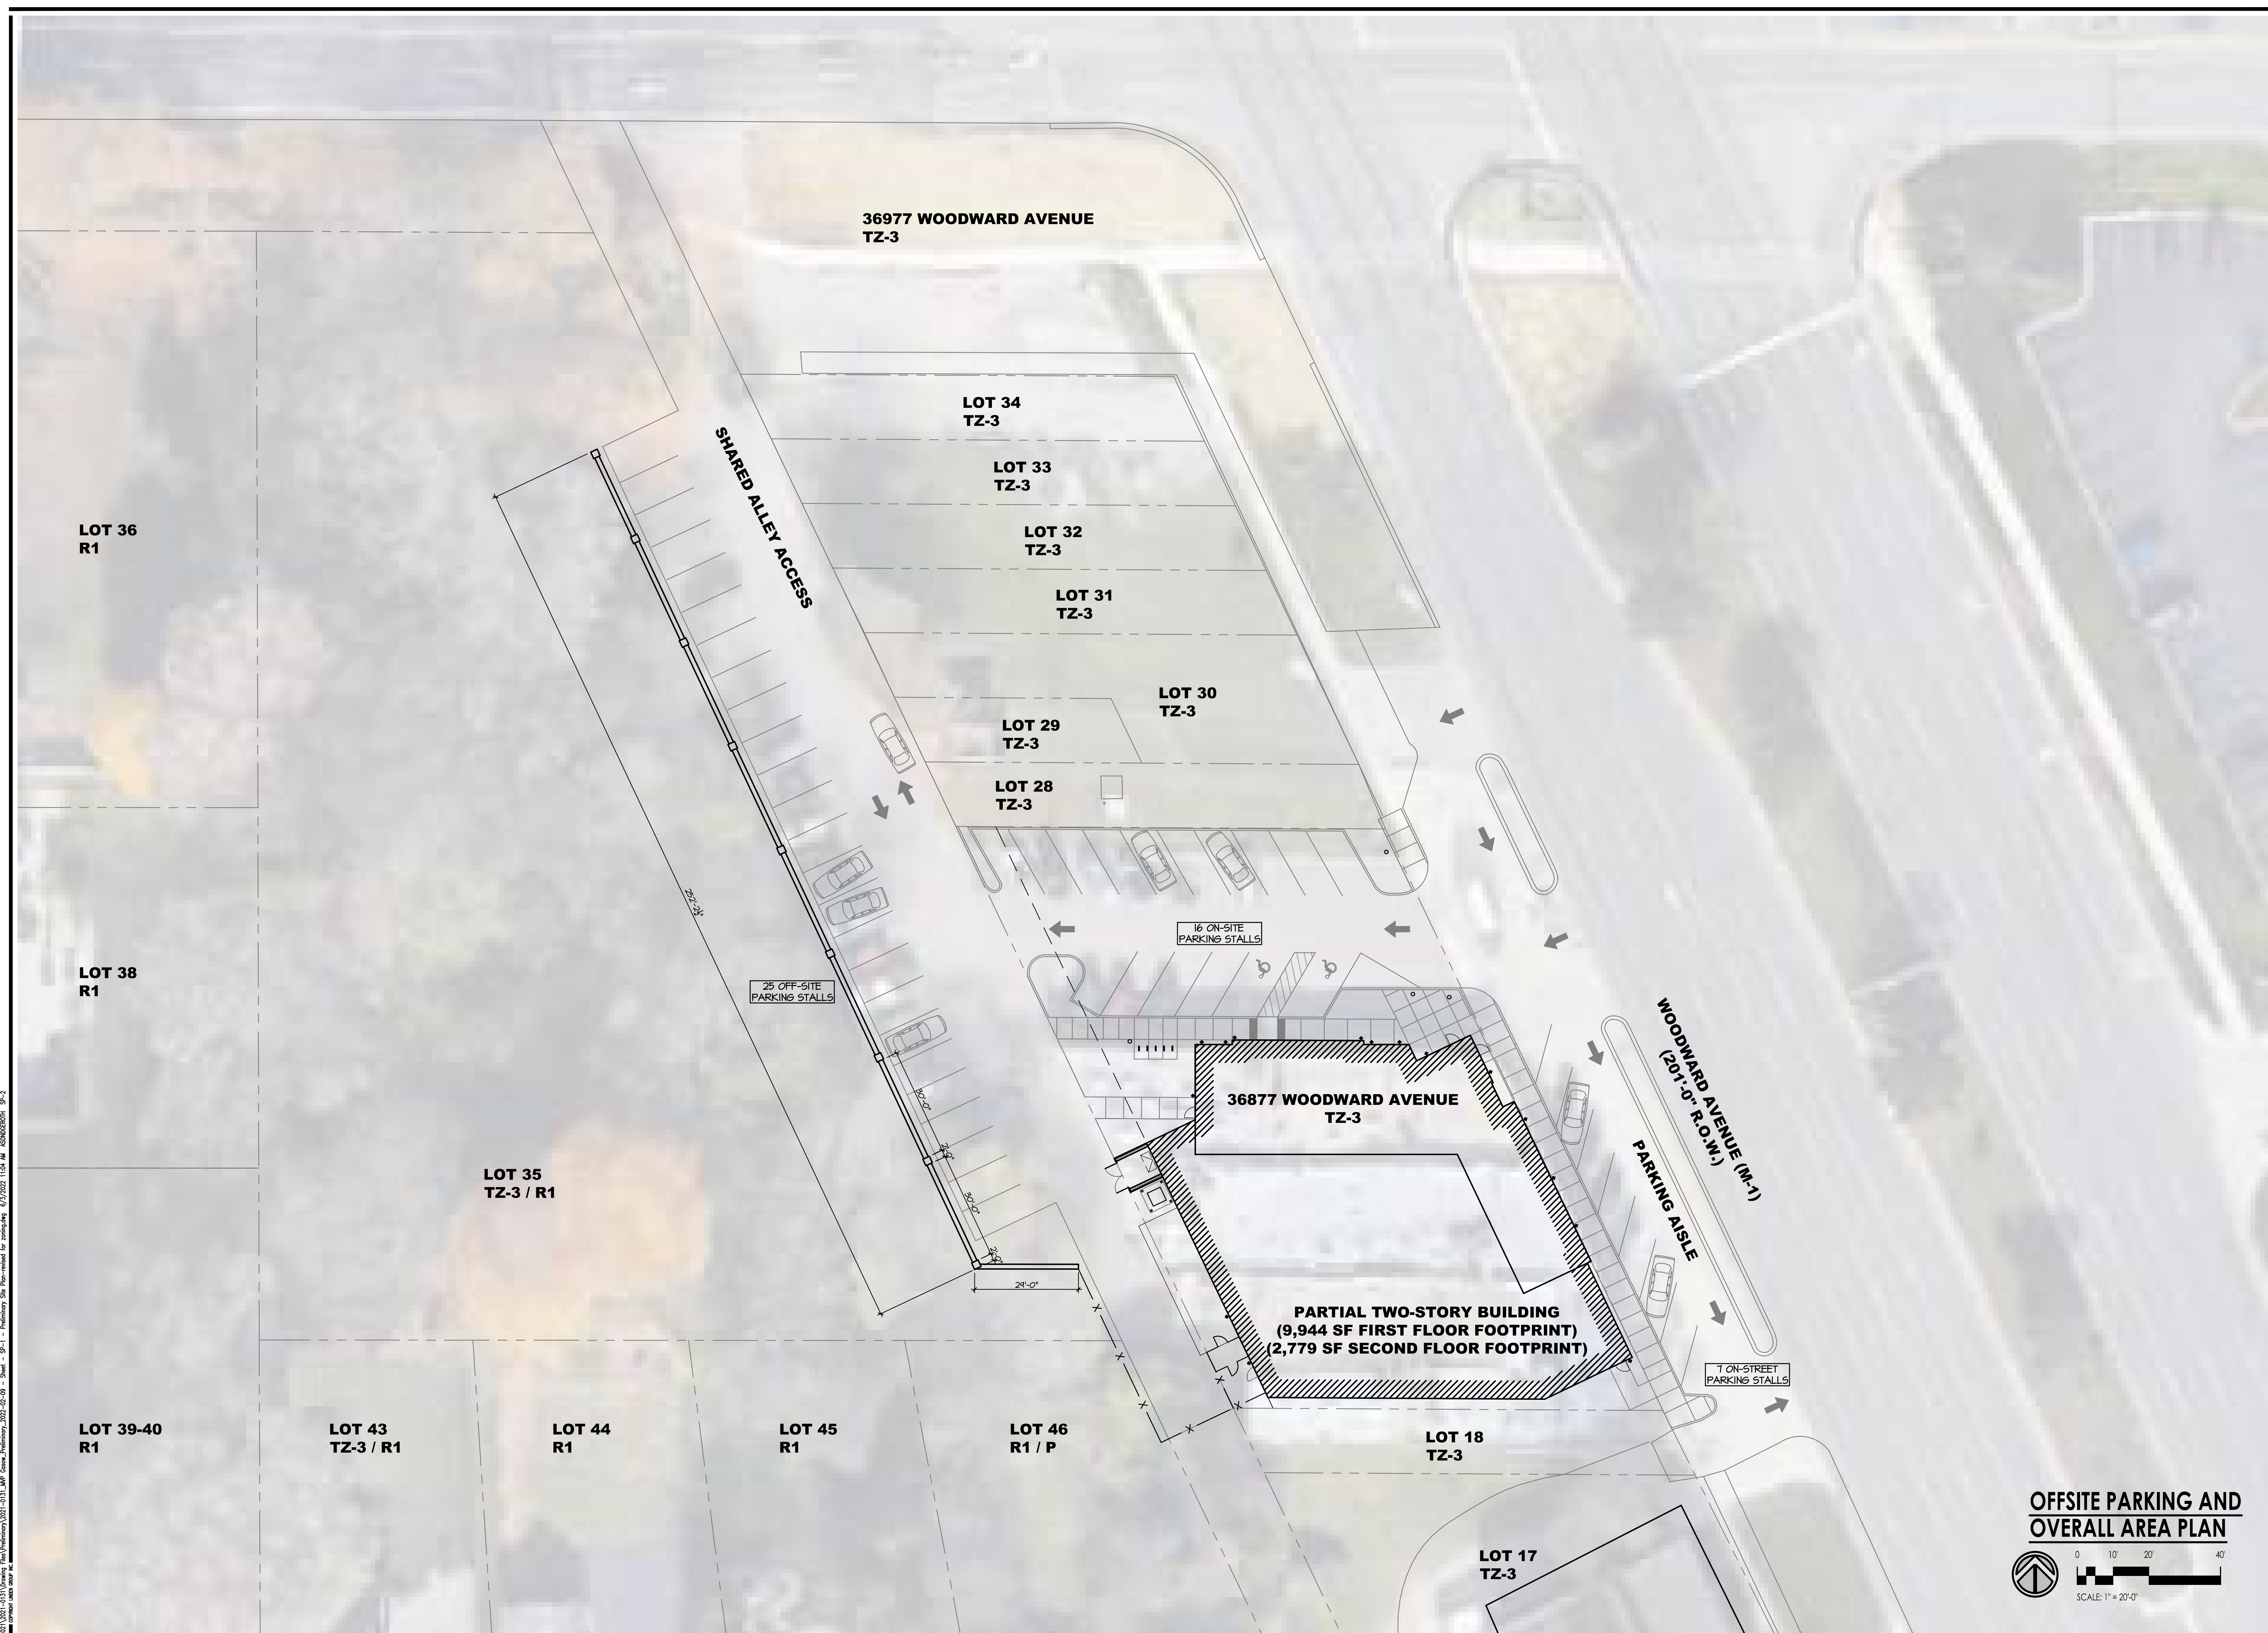 36977 WOODWARD AVENUE
TZ-3
LOT 34
TZ-3
SHARED ALLEY ACCESS
LOT 33
TZ-3
LOT 32
TZ-3
LOT 36
R1
LOT 31
TZ-3
LOT 30
TZ-3
LOT 29
TZ-3
LOT 28
TZ-3
16 ON-SITE
PARKING STALLS
LOT 38
R1
25 OFF-SITE
PARKING STALLS
WOODWARD AVENUE (M-1)
(201'-0" R.O.W.)
36877 WOODWARD AVENUE
TZ-3
30'-0"
PARKING AISLE
LOT 35
TZ-3 / R1
30'-0"
29'-0"
PARTIAL TWO-STORY BUILDING
(9,944 SF FIRST FLOOR FOOTPRINT)
(2,779 SF SECOND FLOOR FOOTPRINT)
7 ON-STREET
PARKING STALLS
LOT 39-40
R1
LOT 43
TZ-3 / R1
LOT 44
R1
LOT 45
R1
LOT 46
R1 / P
LOT 18
TZ-3
LOT 17
TZ-3
OFFSITE PARKING AND
OVERALL AREA PLAN
0 10' 20' 40'
SCALE: 1" = 20'-0"